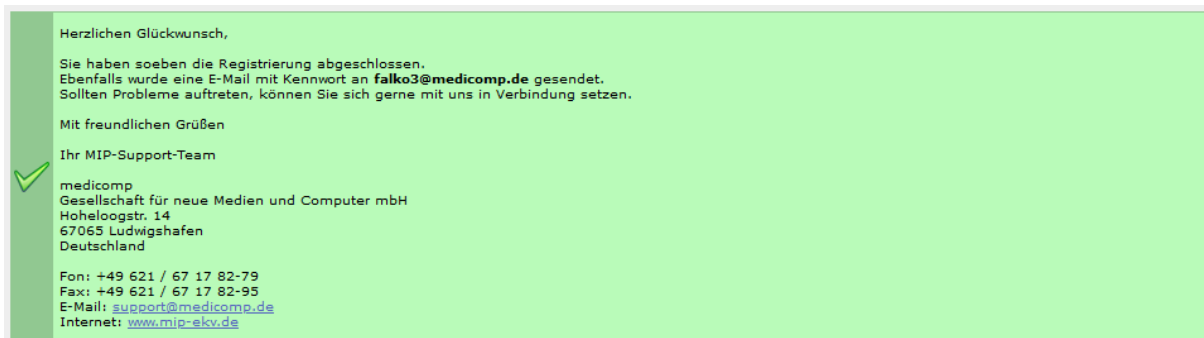 Herzlichen Glückwunsch,
Sie haben soeben die Registrierung abgeschlossen.
Ebenfalls wurde eine E-Mail mit Kennwort an falko3@medicomp.de gesendet.
Sollten Probleme auftreten, können Sie sich gerne mit uns in Verbindung setzen.
Mit freundlichen Grüßen
Ihr MIP-Support-Team
medicomp
Gesellschaft für neue Medien und Computer mbH
Hoheloogstr. 14
67065 Ludwigshafen
Deutschland
Fon: +49 621 / 67 17 82-79
Fax: +49 621 / 67 17 82-95
E-Mail: support@medicomp.de
Internet: www.mip-ekv.de